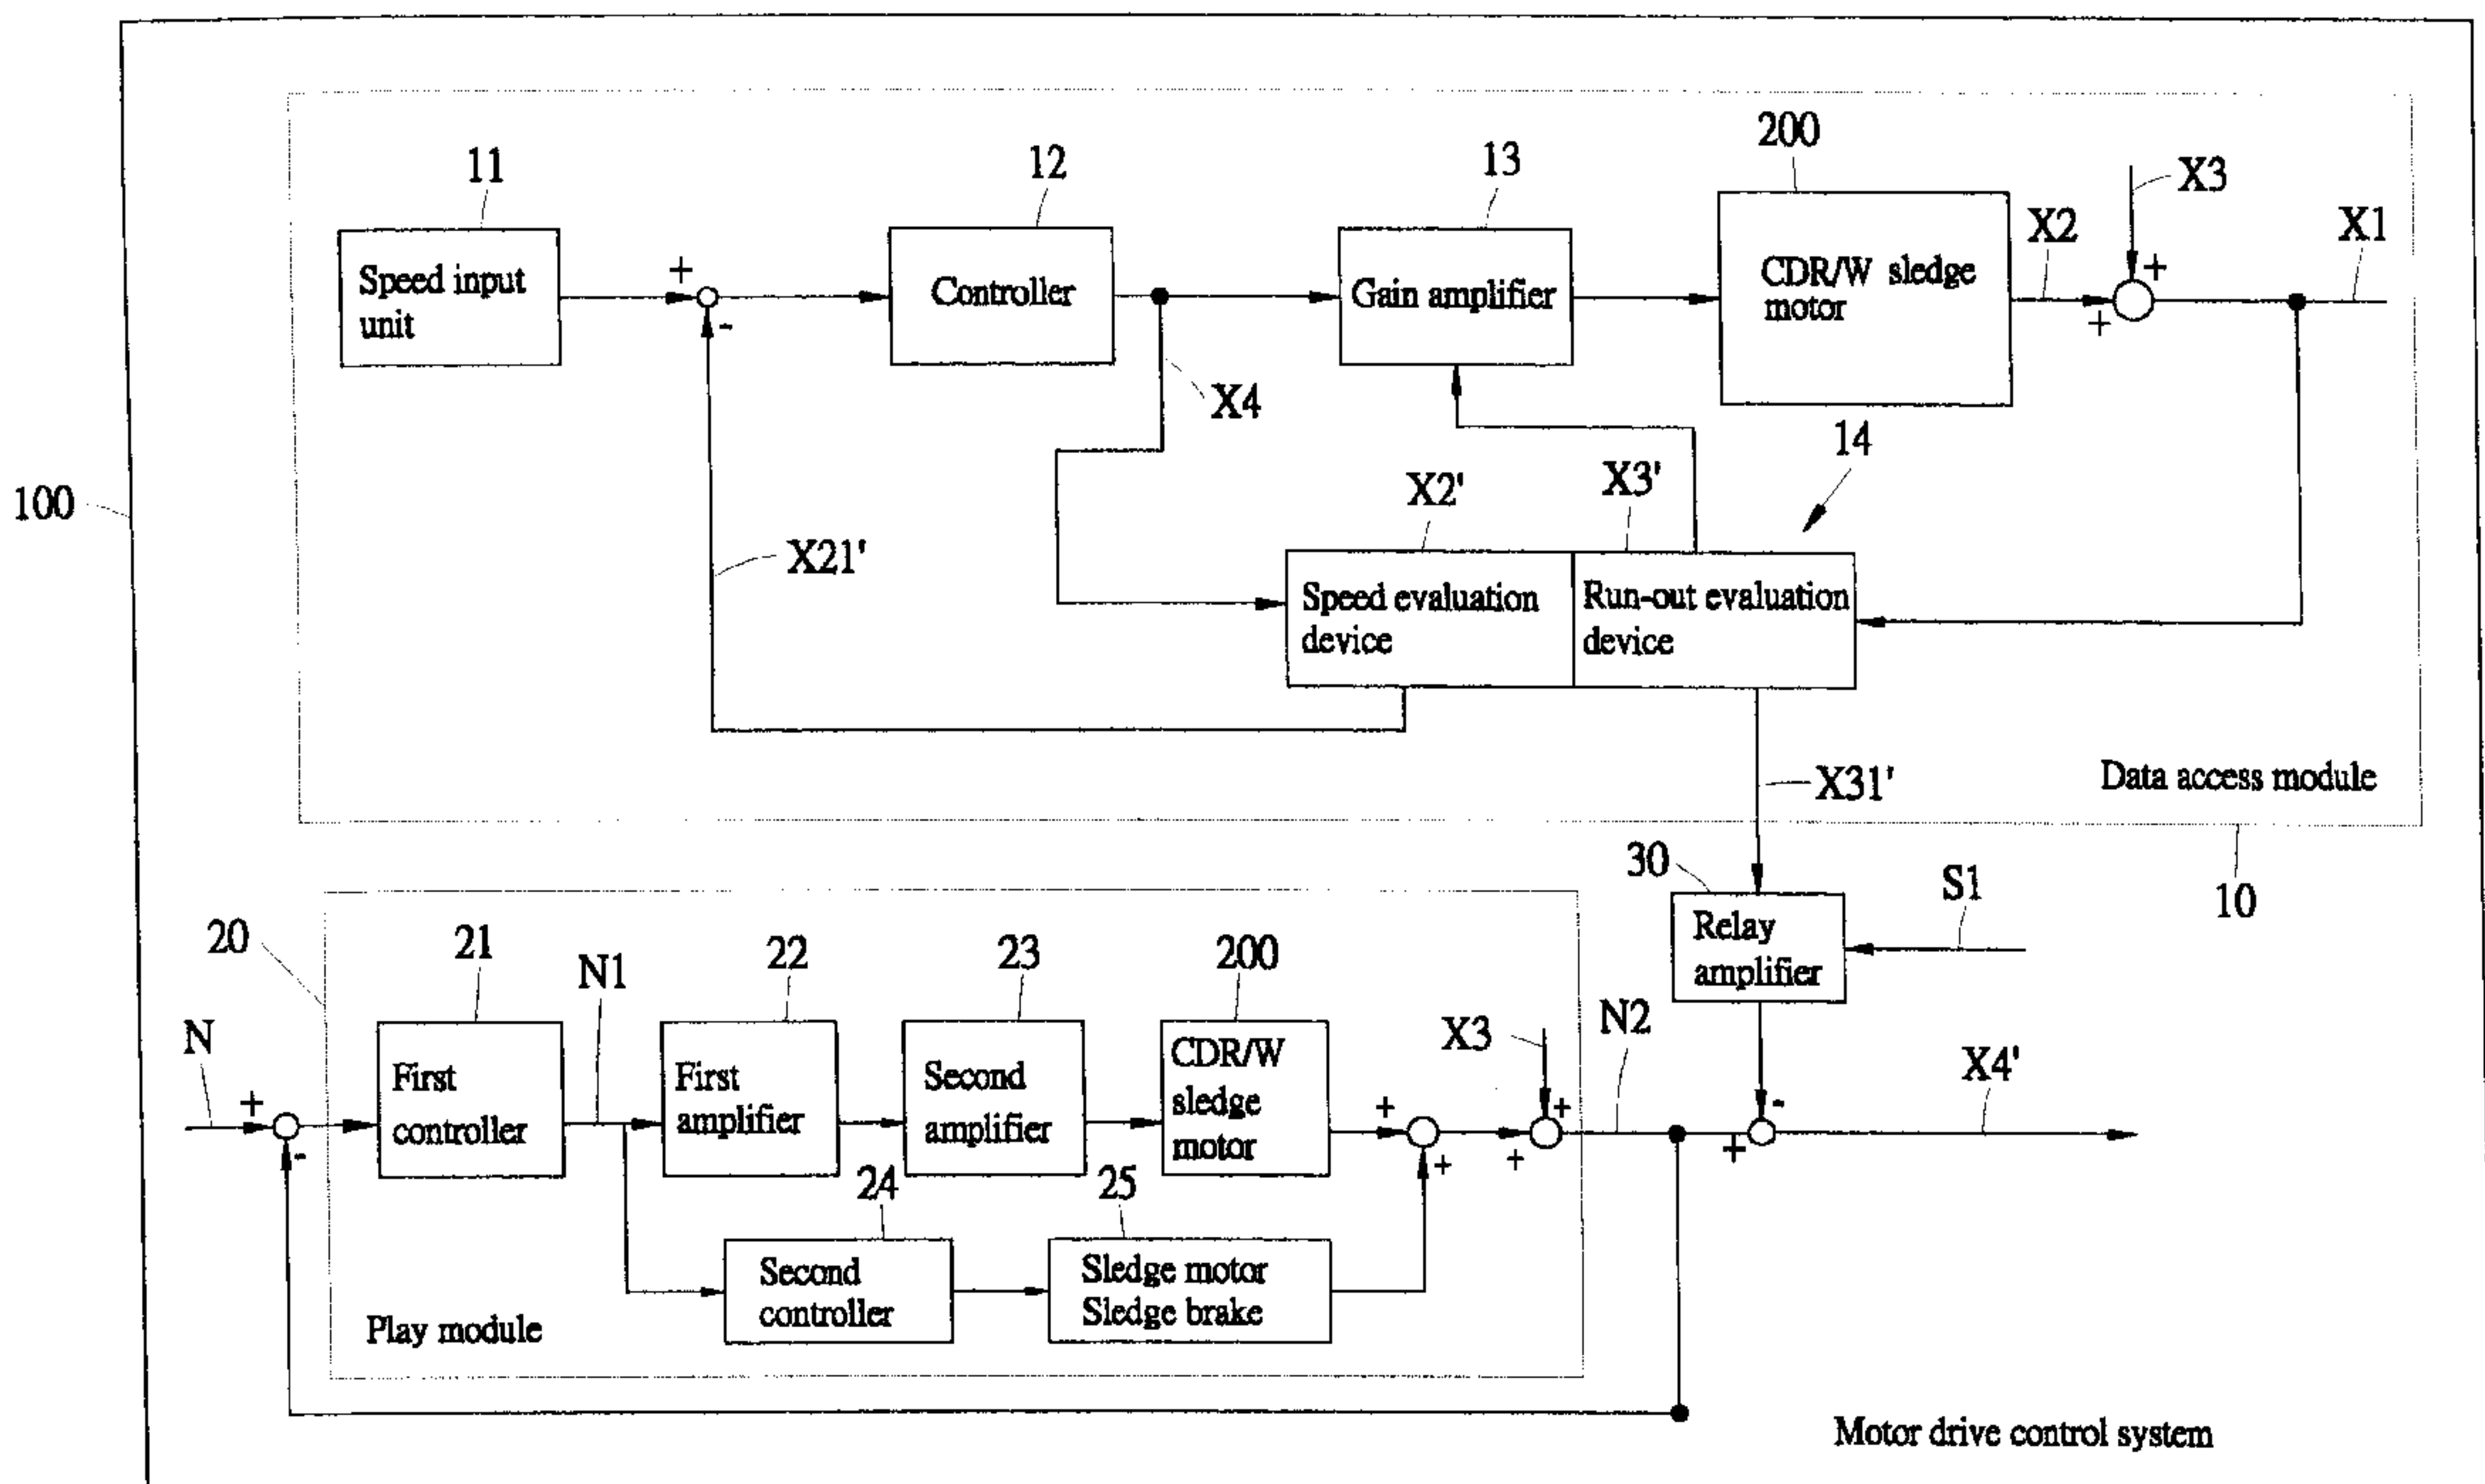 200
11
12
13
X3
X2
X1
+
+
Speed input
unit
Controller
Gain amplifier
CDR/W sledge
motor
-
+
X4
14
100
X2'
X3'
X21'
Speed evaluation
device
Run-out evaluation
device
X31'
Data access module
30
S1
10
20
21
N1
22
23
200
Relay
amplifier
N
X3
N2
X4'
+
First
controller
First
amplifier
Second
amplifier
CDR/W
sledge
motor
+
+
-
-
+
+
+
24
25
Second
controller
Sledge motor
Sledge brake
Play module
Motor drive control system